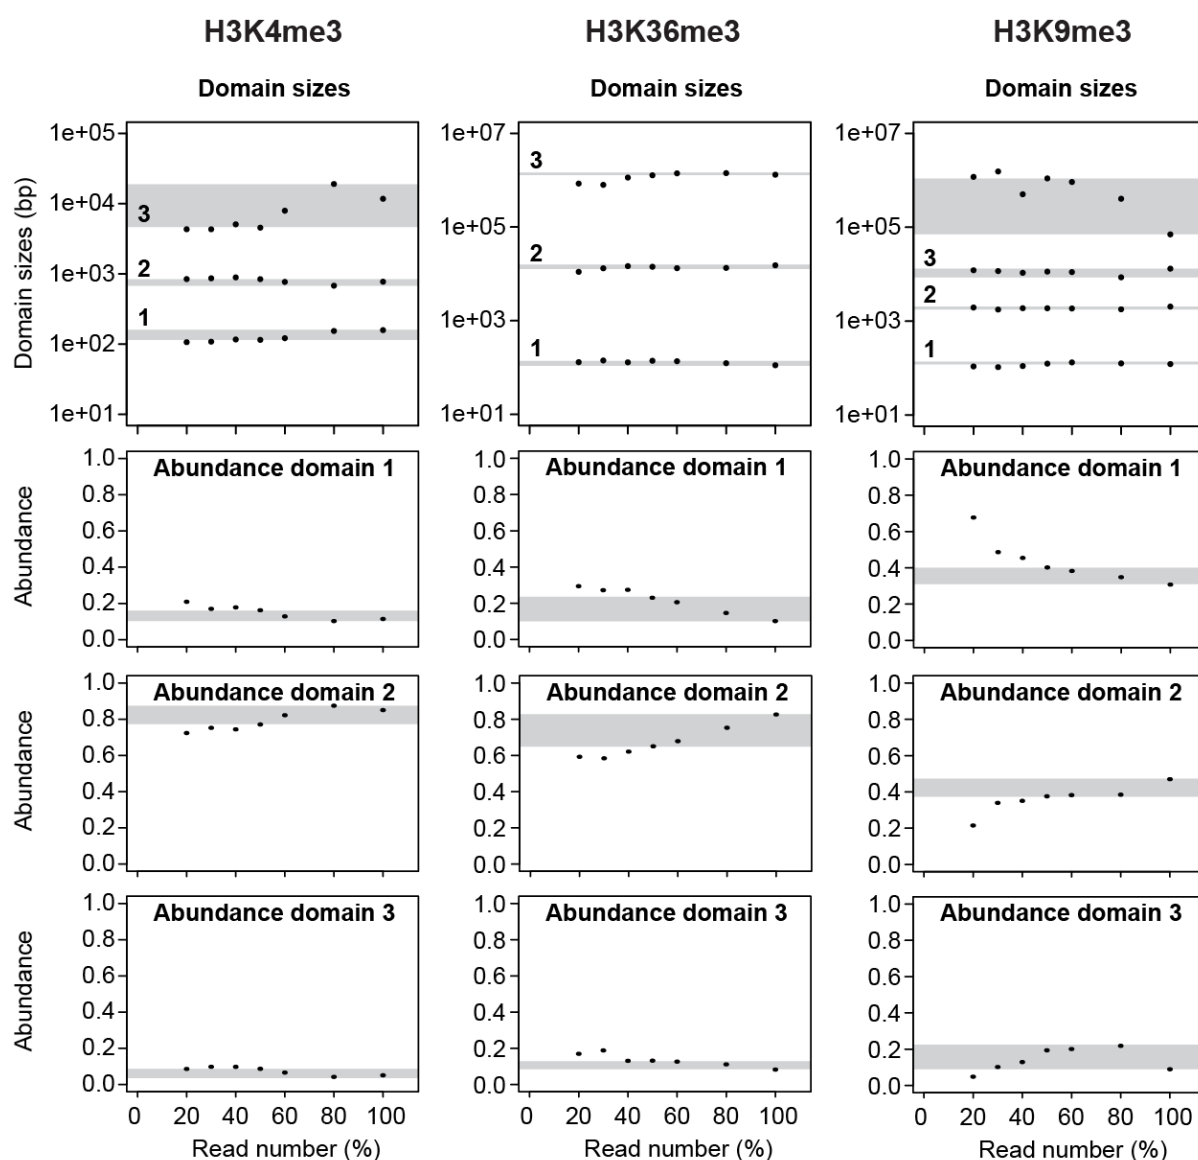 H3K4me3 H3K36me3 H3K9me3
Domain sizes Domain sizes Domain sizes
Domain sizes (bp)
1e+05
1e+04
1e+03
1e+02
1e+01
3
2
1
1e+07
1e+05
1e+03
1e+01
3
2
1
1e+07
1e+05
1e+03
1e+01
3
2
1
Abundance
1.0
0.8
0.6
0.4
0.2
0.0
Abundance domain 1
1.0
0.8
0.6
0.4
0.2
0.0
Abundance domain 1
1.0
0.8
0.6
0.4
0.2
0.0
Abundance domain 1
Abundance
1.0
0.8
0.6
0.4
0.2
0.0
Abundance domain 2
1.0
0.8
0.6
0.4
0.2
0.0
Abundance domain 2
1.0
0.8
0.6
0.4
0.2
0.0
Abundance domain 2
Abundance
1.0
0.8
0.6
0.4
0.2
0.0
Abundance domain 3
1.0
0.8
0.6
0.4
0.2
0.0
Abundance domain 3
1.0
0.8
0.6
0.4
0.2
0.0
Abundance domain 3
0 20 40 60 80 100 0 20 40 60 80 100 0 20 40 60 80 100
Read number (%) Read number (%) Read number (%)